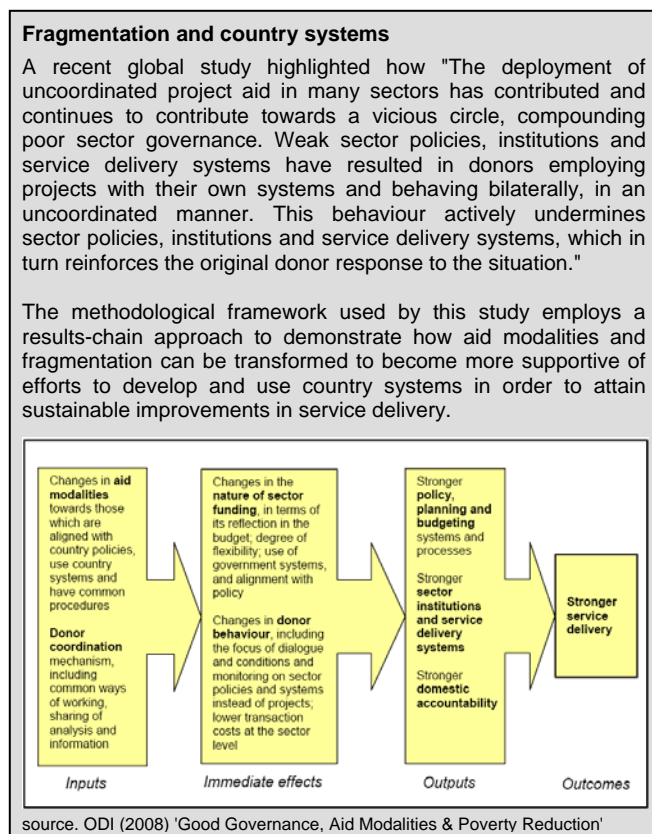 Fragmentation and country systems
A recent global study highlighted how "The deployment of
uncoordinated project aid in many sectors has contributed and
continues to contribute towards a vicious circle, compounding
poor sector governance. Weak sector policies, institutions and
service delivery systems have resulted in donors employing
projects with their own systems and behaving bilaterally, in an
uncoordinated manner. This behaviour actively undermines
sector policies, institutions and service delivery systems, which in
turn reinforces the original donor response to the situation."
The methodological framework used by this study employs a
results-chain approach to demonstrate how aid modalities and
fragmentation can be transformed to become more supportive of
efforts to develop and use country systems in order to attain
sustainable improvements in service delivery.
Changes in aid
modalities
towards those
which are
aligned with
country policies,
use country
systems and
have common
procedures
Donor
coordination
mechanism,
including
common ways
of working,
sharing of
analysis and
information
Inputs
Changes in the
nature of sector
funding, in terms of
its reflection in the
budget; degree of
flexibility; use of
government systems,
and alignment with
policy
Changes in donor
behaviour, including
the focus of dialogue
and conditions and
monitoring on sector
policies and systems
instead of projects;
lower transaction
costs at the sector
level
Immediate effects
Stronger
policy,
planning and
budgeting
systems and
processes
Stronger
sector
institutions
and service
delivery
systems
Stronger
domestic
accountability
Outputs
Stronger
service
delivery
Outcomes
source. ODI (2008) 'Good Governance, Aid Modalities & Poverty Reduction'